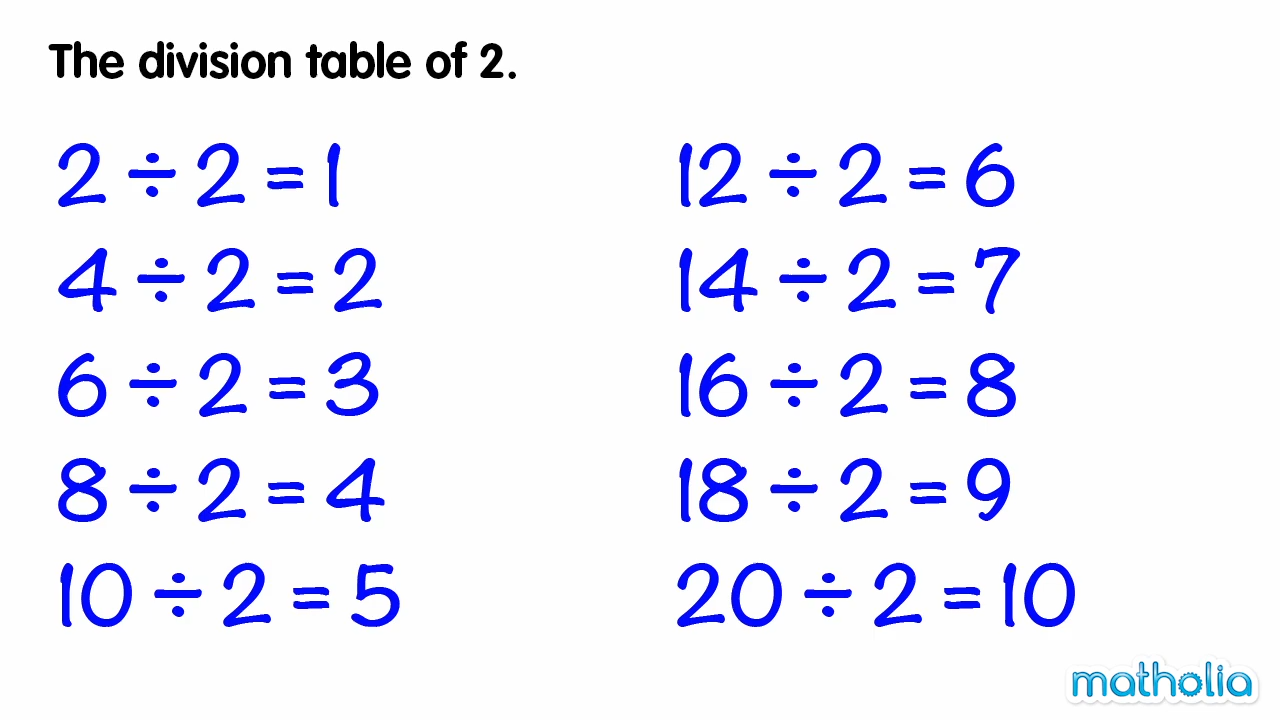 The division table of 2.
2 ÷ 2 = 1
4 ÷ 2 = 2
6 ÷ 2 = 3
8 ÷ 2 = 4
10 ÷ 2 = 5
12 ÷ 2 = 6
14 ÷ 2 = 7
16 ÷ 2 = 8
18 ÷ 2 = 9
20 ÷ 2 = 10
matholia